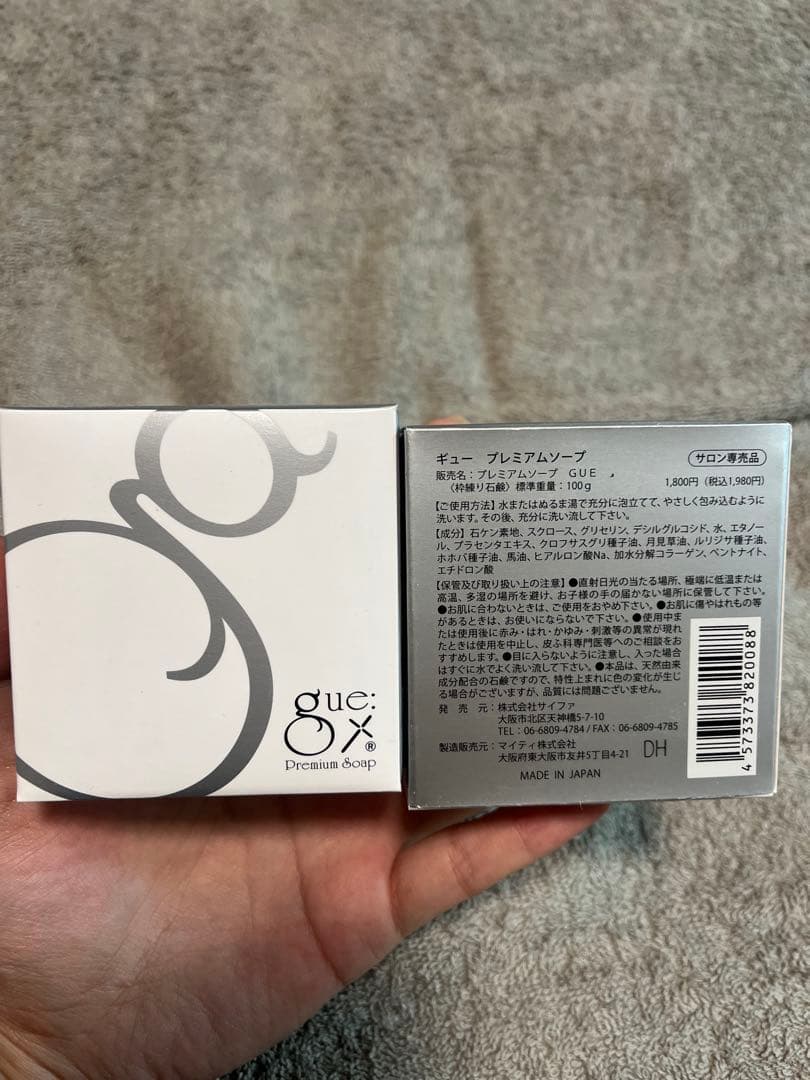 gue:
®
Premium Soap
ギュー プレミアムソープ
サロン専売品
販売名：プレミアムソープ GUE
〈枠練り石鹸〉標準重量：100g
1,800円（税込1,980円）
【ご使用方法】水またはぬるま湯で充分に泡立てて、やさしく包み込むように
洗います。その後、充分に洗い流して下さい。
【成分】石ケン素地、スクロース、グリセリン、デシルグルコシド、水、エタノー
ル、プラセンタエキス、クロフサスグリ種子油、月見草油、ルリジサ種子油、
ホホバ種子油、馬油、ヒアルロン酸Na、加水分解コラーゲン、ベントナイト、
エチドロン酸
【保管及び取り扱い上の注意】●直射日光の当たる場所、極端に低温または
高温、多湿の場所を避け、お子様の手の届かない場所に保管して下さい。
●お肌に合わないときは、ご使用をおやめ下さい。●お肌に傷やはれもの等
があるときは、お使いにならないで下さい。●使用中ま
たは使用後に赤み・はれ・かゆみ・刺激等の異常が現れ
たときは使用を中止し、皮ふ科専門医等へのご相談をお
すすめします。●目に入らないように注意し、入った場合
はすぐに水でよく洗い流して下さい。●本品は、天然由来
成分配合の石鹸ですので、特性上まれに色の変化が生じ
る場合がございますが、品質には問題ございません。
発売元：株式会社サイファ
大阪市北区天神橋5-7-10
TEL：06-6809-4784 / FAX：06-6809-4785
製造販売元：マイティ株式会社
大阪府東大阪市友井5丁目4-21
DH
MADE IN JAPAN
4 573373 820088